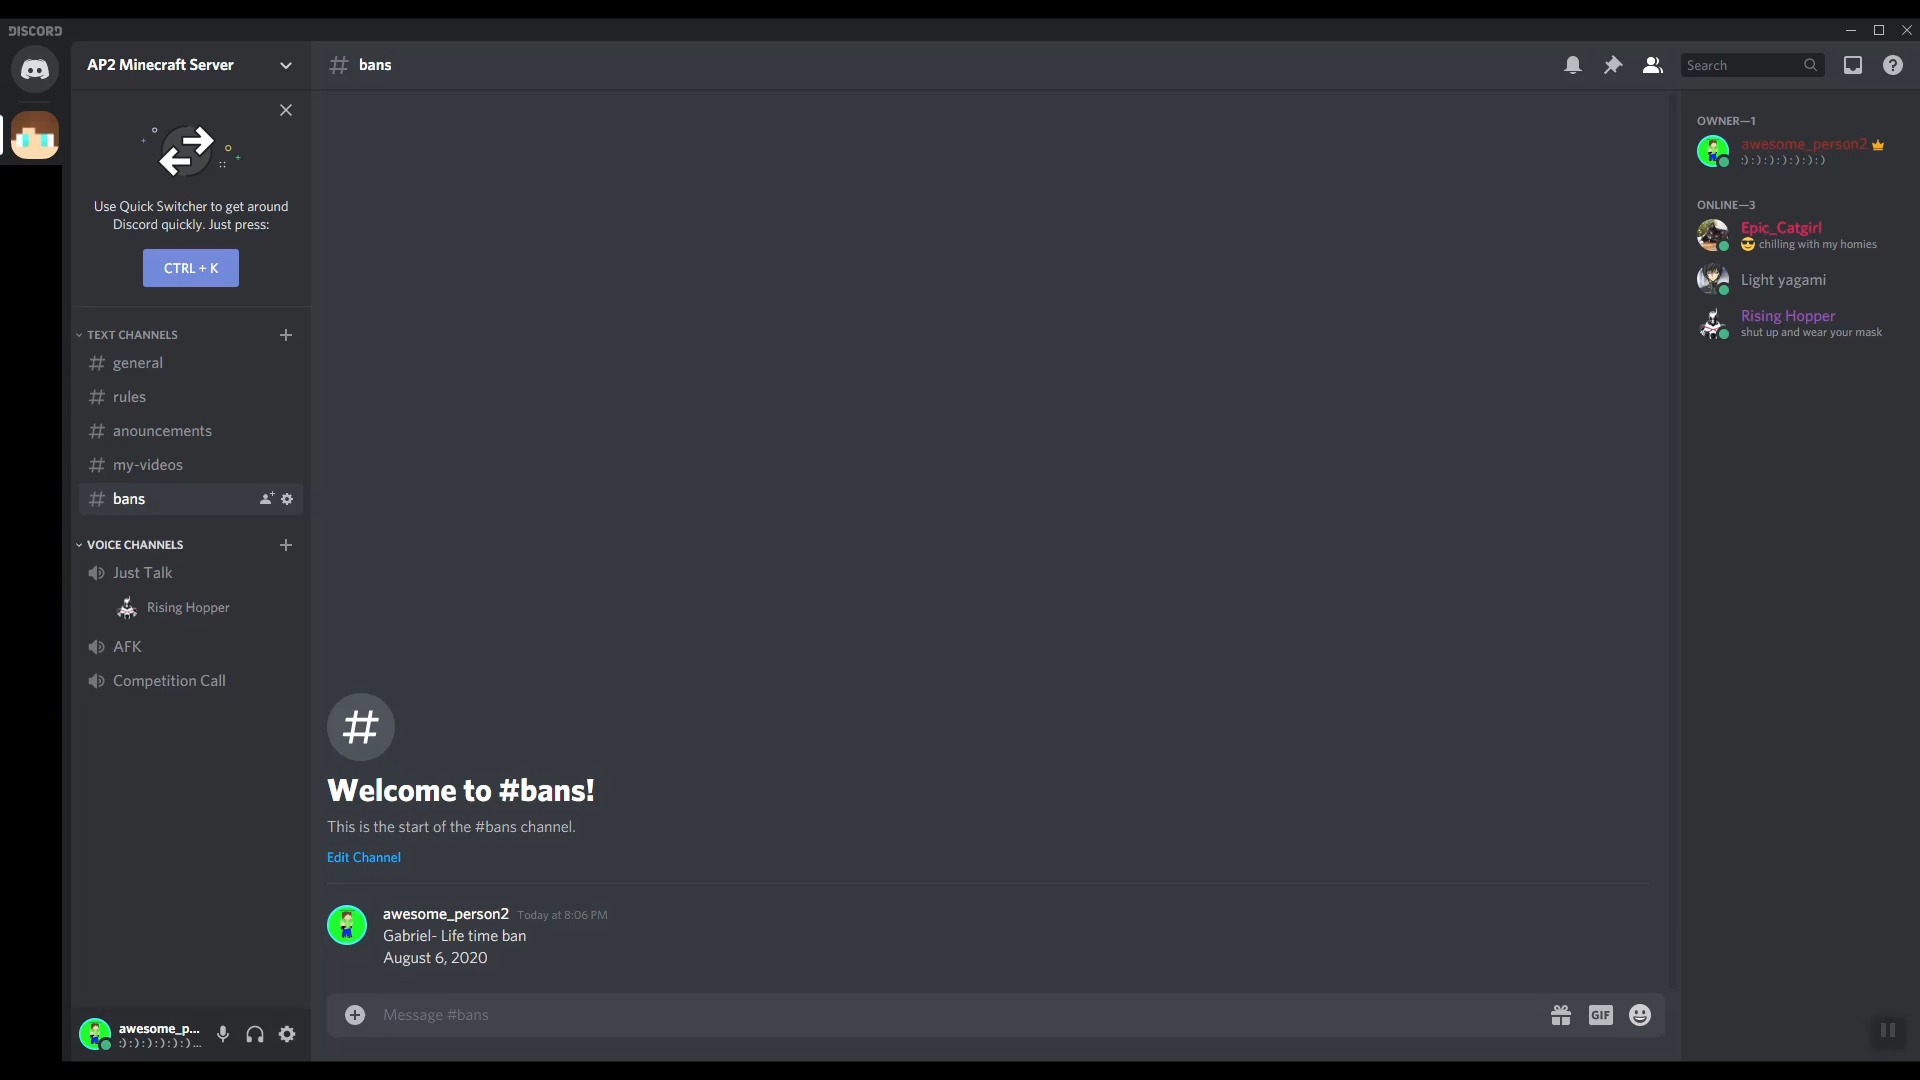 DISCORD
AP2 Minecraft Server
bans
Search
Use Quick Switcher to get around
Discord quickly. Just press:
CTRL + K
TEXT CHANNELS
general
rules
anouncements
my-videos
bans
VOICE CHANNELS
Just Talk
Rising Hopper
AFK
Competition Call
awesome_p...
:):):):):):)...
Welcome to #bans!
This is the start of the #bans channel.
Edit Channel
awesome_person2 Today at 8:06 PM
Gabriel- Life time ban
August 6, 2020
Message #bans
GIF
OWNER—1
awesome_person2
:):):):):):):):)
ONLINE—3
Epic_Catgirl
😎 chilling with my homies
Light yagami
Rising Hopper
shut up and wear your mask